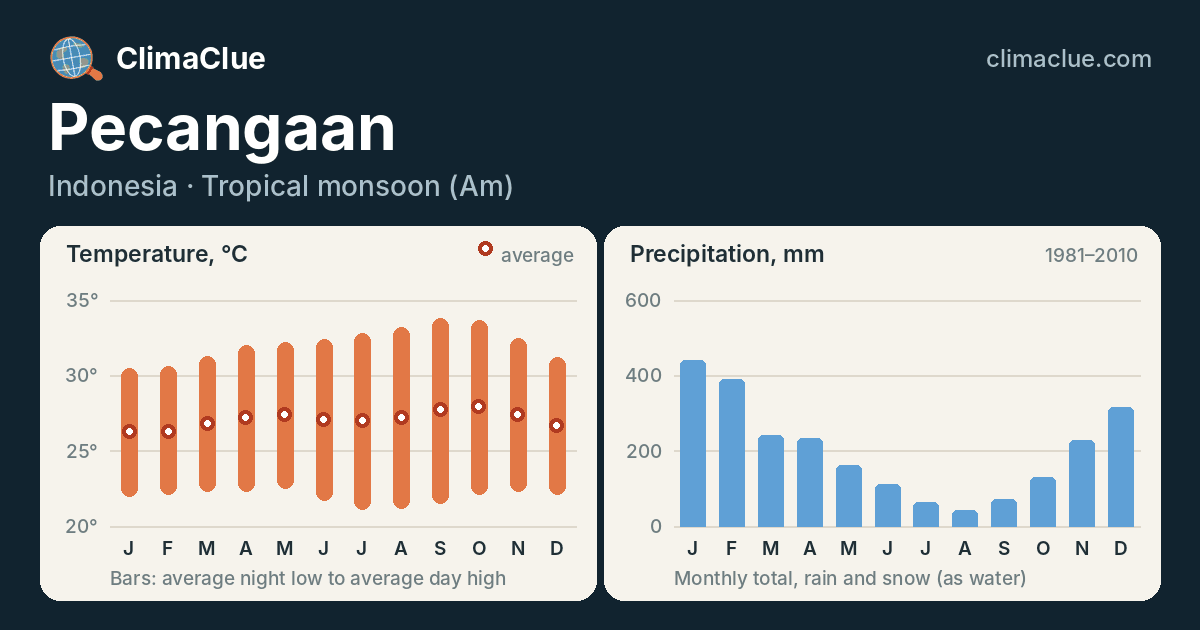 ClimaClue
climaclue.com
Pecangaan
Indonesia · Tropical monsoon (Am)
Temperature, °C
average
35°
30°
25°
20°
J F M A M J J A S O N D
Bars: average night low to average day high
Precipitation, mm
1981–2010
600
400
200
0
J F M A M J J A S O N D
Monthly total, rain and snow (as water)